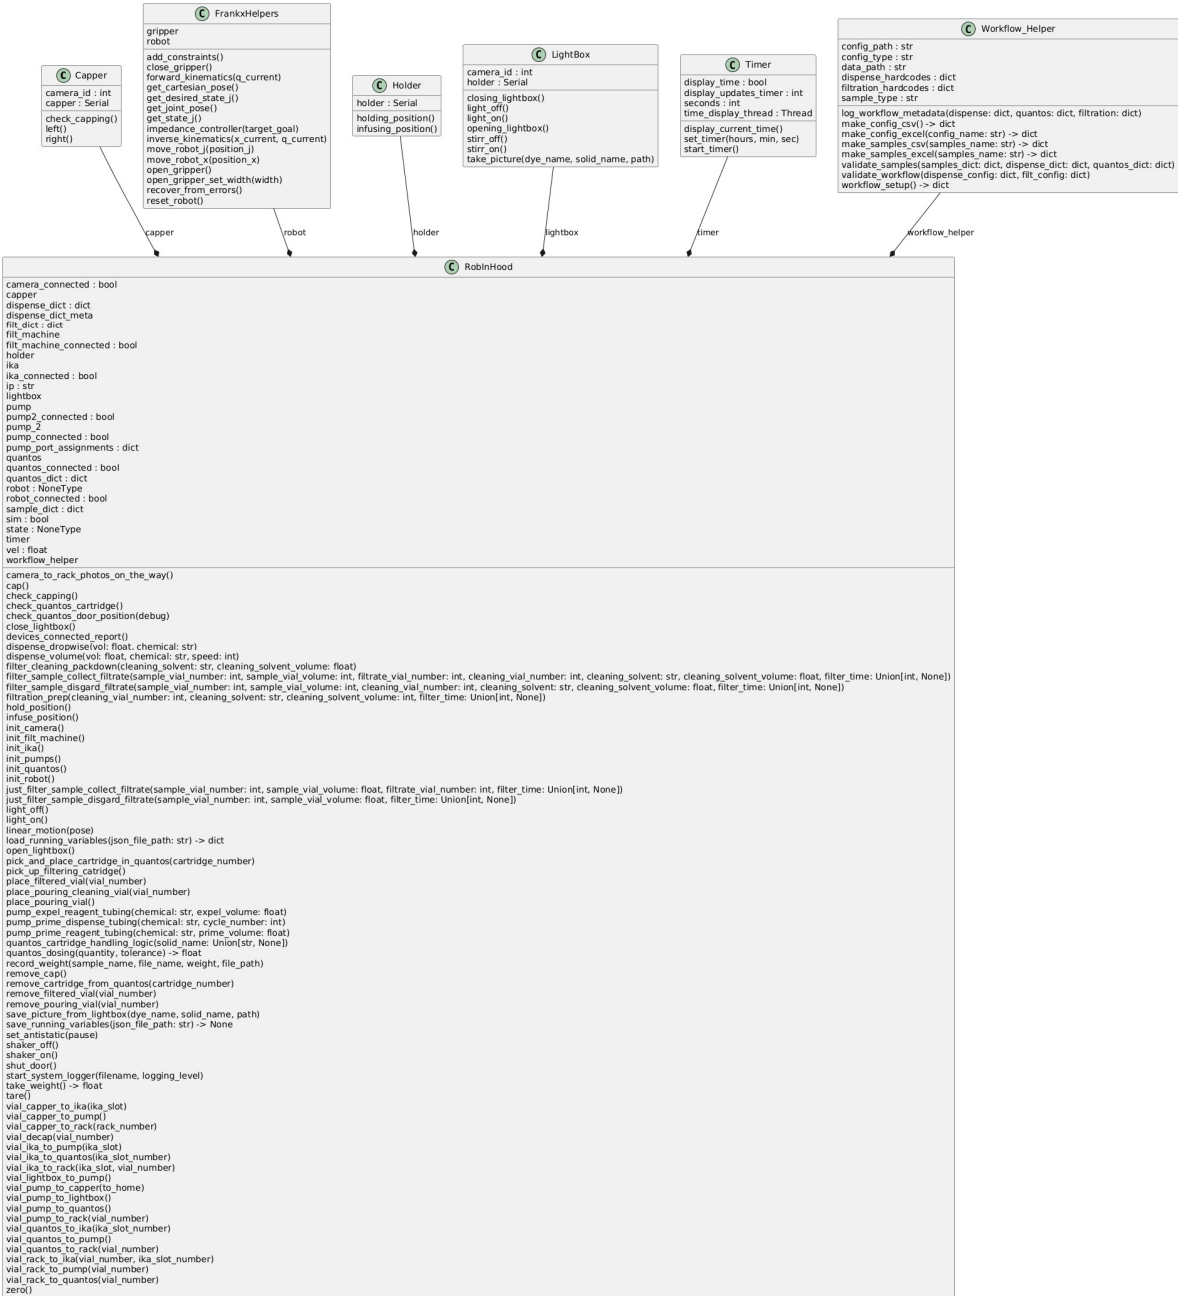 C Capper
camera_id : int
capper : Serial
check_capping()
left()
right()
C FrankxHelpers
gripper
robot
add_constraints()
close_gripper()
forward_kinematics(q_current)
get_cartesian_pose()
get_desired_state_j()
get_joint_pose()
get_state_j()
impedance_controller(target_goal)
inverse_kinematics(x_current, q_current)
move_robot_j(position_j)
move_robot_x(position_x)
open_gripper()
open_gripper_set_width(width)
recover_from_errors()
reset_robot()
C Holder
holder : Serial
holding_position()
infusing_position()
C LightBox
camera_id : int
holder : Serial
closing_lightbox()
light_off()
light_on()
opening_lightbox()
stirr_off()
stirr_on()
take_picture(dye_name, solid_name, path)
C Timer
display_time : bool
display_updates_timer : int
seconds : int
time_display_thread : Thread
display_current_time()
set_timer(hours, min, sec)
start_timer()
C Workflow_Helper
config_path : str
config_type : str
data_path : str
dispense_hardcodes : dict
filtration_hardcodes : dict
sample_type : str
log_workflow_metadata(dispense: dict, quantos: dict, filtration: dict)
make_config_csv() -> dict
make_config_excel(config_name: str) -> dict
make_samples_csv(samples_name: str) -> dict
make_samples_excel(samples_name: str) -> dict
validate_samples(samples_dict: dict, dispense_dict: dict, quantos_dict: dict)
validate_workflow(dispense_config: dict, filt_config: dict)
workflow_setup() -> dict
capper
robot
holder
lightbox
timer
workflow_helper
C RobInHood
camera_connected : bool
capper
dispense_dict : dict
dispense_dict_meta
filt_dict : dict
filt_machine
filt_machine_connected : bool
holder
ika
ika_connected : bool
ip : str
lightbox
pump
pump2_connected : bool
pump_2
pump_connected : bool
pump_port_assignments : dict
quantos
quantos_connected : bool
quantos_dict : dict
robot : NoneType
robot_connected : bool
sample_dict : dict
sim : bool
state : NoneType
timer
vel : float
workflow_helper
camera_to_rack_photos_on_the_way()
cap()
check_capping()
check_quantos_cartridge()
check_quantos_door_position(debug)
close_lightbox()
devices_connected_report()
dispense_dropwise(vol: float, chemical: str)
dispense_volume(vol: float, chemical: str, speed: int)
filter_cleaning_packdown(cleaning_solvent: str, cleaning_solvent_volume: float)
filter_sample_collect_filtrate(sample_vial_number: int, sample_vial_volume: int, filtrate_vial_number: int, cleaning_vial_number: int, cleaning_solvent: str, cleaning_solvent_volume: float, filter_time: Union[int, None])
filter_sample_disgard_filtrate(sample_vial_number: int, sample_vial_volume: int, cleaning_vial_number: int, cleaning_solvent: str, cleaning_solvent_volume: float, filter_time: Union[int, None])
filtration_prep(cleaning_vial_number: int, cleaning_solvent: str, cleaning_solvent_volume: int, filter_time: Union[int, None])
hold_position()
infuse_position()
init_camera()
init_filt_machine()
init_ika()
init_pumps()
init_quantos()
init_robot()
just_filter_sample_collect_filtrate(sample_vial_number: int, sample_vial_volume: float, filtrate_vial_number: int, filter_time: Union[int, None])
just_filter_sample_disgard_filtrate(sample_vial_number: int, sample_vial_volume: float, filter_time: Union[int, None])
light_off()
light_on()
linear_motion(pose)
load_running_variables(json_file_path: str) -> dict
open_lightbox()
pick_and_place_cartridge_in_quantos(cartridge_number)
pick_up_filtering_catridge()
place_filtered_vial(vial_number)
place_pouring_cleaning_vial(vial_number)
place_pouring_vial()
pump_expel_reagent_tubing(chemical: str, expel_volume: float)
pump_prime_dispense_tubing(chemical: str, cycle_number: int)
pump_prime_reagent_tubing(chemical: str, prime_volume: float)
quantos_cartridge_handling_logic(solid_name: Union[str, None])
quantos_dosing(quantity, tolerance) -> float
record_weight(sample_name, file_name, weight, file_path)
remove_cap()
remove_cartridge_from_quantos(cartridge_number)
remove_filtered_vial(vial_number)
remove_pouring_vial(vial_number)
save_picture_from_lightbox(dye_name, solid_name, path)
save_running_variables(json_file_path: str) -> None
set_antistatic(pause)
shaker_off()
shaker_on()
shut_door()
start_system_logger(filename, logging_level)
take_weight() -> float
tare()
vial_capper_to_ika(ika_slot)
vial_capper_to_pump()
vial_capper_to_rack(rack_number)
vial_decap(vial_number)
vial_ika_to_pump(ika_slot)
vial_ika_to_quantos(ika_slot_number)
vial_ika_to_rack(ika_slot, vial_number)
vial_lightbox_to_pump()
vial_pump_to_capper(to_home)
vial_pump_to_lightbox()
vial_pump_to_quantos()
vial_pump_to_rack(vial_number)
vial_quantos_to_ika(ika_slot_number)
vial_quantos_to_pump()
vial_quantos_to_rack(vial_number)
vial_rack_to_ika(vial_number, ika_slot_number)
vial_rack_to_pump(vial_number)
vial_rack_to_quantos(vial_number)
zero()